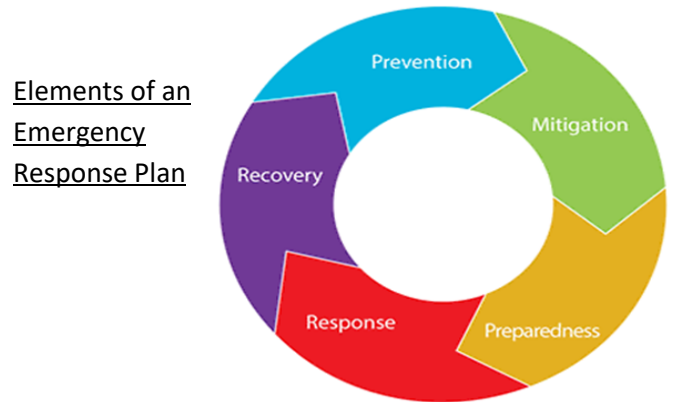 Elements of an
Emergency
Response Plan
Prevention
Mitigation
Preparedness
Response
Recovery